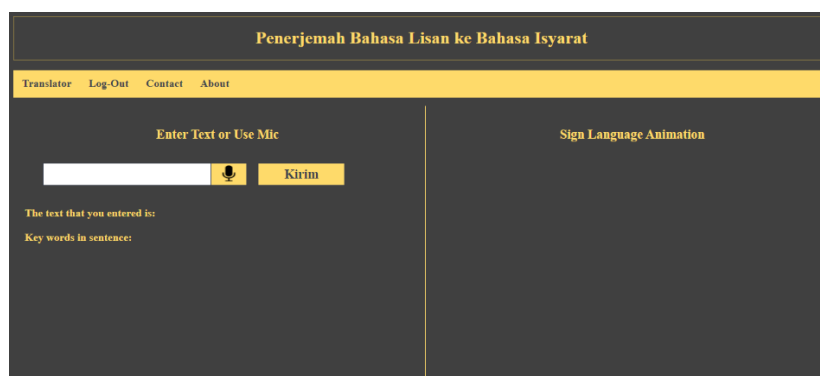 Penerjemah Bahasa Lisan ke Bahasa Isyarat
Translator Log-Out Contact About
Enter Text or Use Mic
Kirim
The text that you entered is:
Key words in sentence:
Sign Language Animation